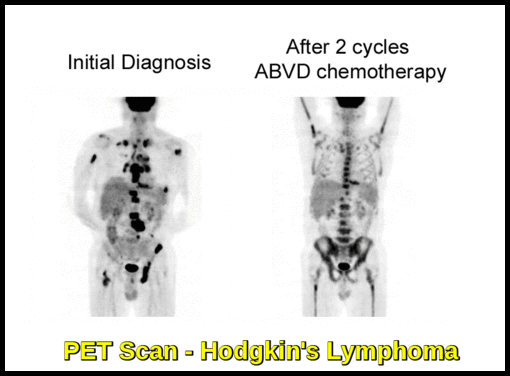 Initial Diagnosis
After 2 cycles
ABVD chemotherapy
PET Scan - Hodgkin's Lymphoma